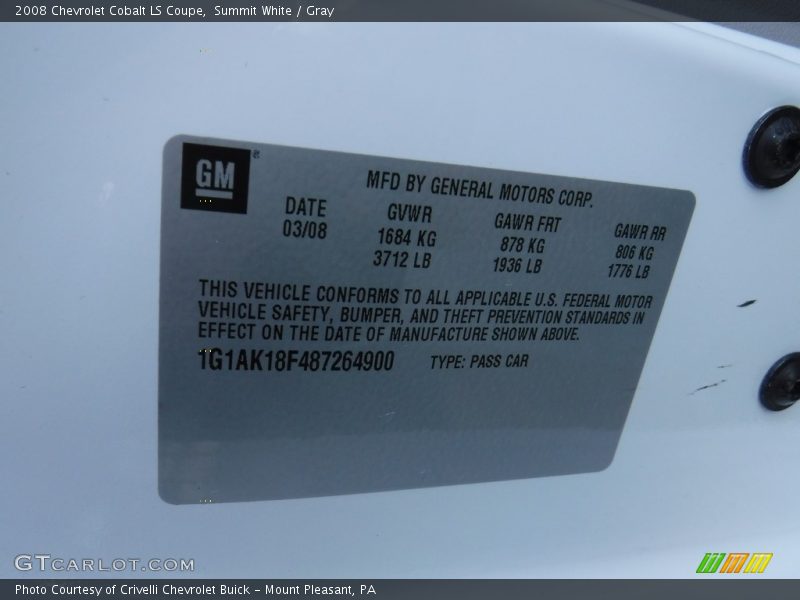 2008 Chevrolet Cobalt LS Coupe, Summit White / Gray
GM®
MFD BY GENERAL MOTORS CORP.
DATE GVWR GAWR FRT GAWR RR
03/08 1684 KG 878 KG 806 KG
3712 LB 1936 LB 1776 LB
THIS VEHICLE CONFORMS TO ALL APPLICABLE U.S. FEDERAL MOTOR
VEHICLE SAFETY, BUMPER, AND THEFT PREVENTION STANDARDS IN
EFFECT ON THE DATE OF MANUFACTURE SHOWN ABOVE.
1G1AK18F487264900 TYPE: PASS CAR
GTCARLOT.COM
Photo Courtesy of Crivelli Chevrolet Buick - Mount Pleasant, PA